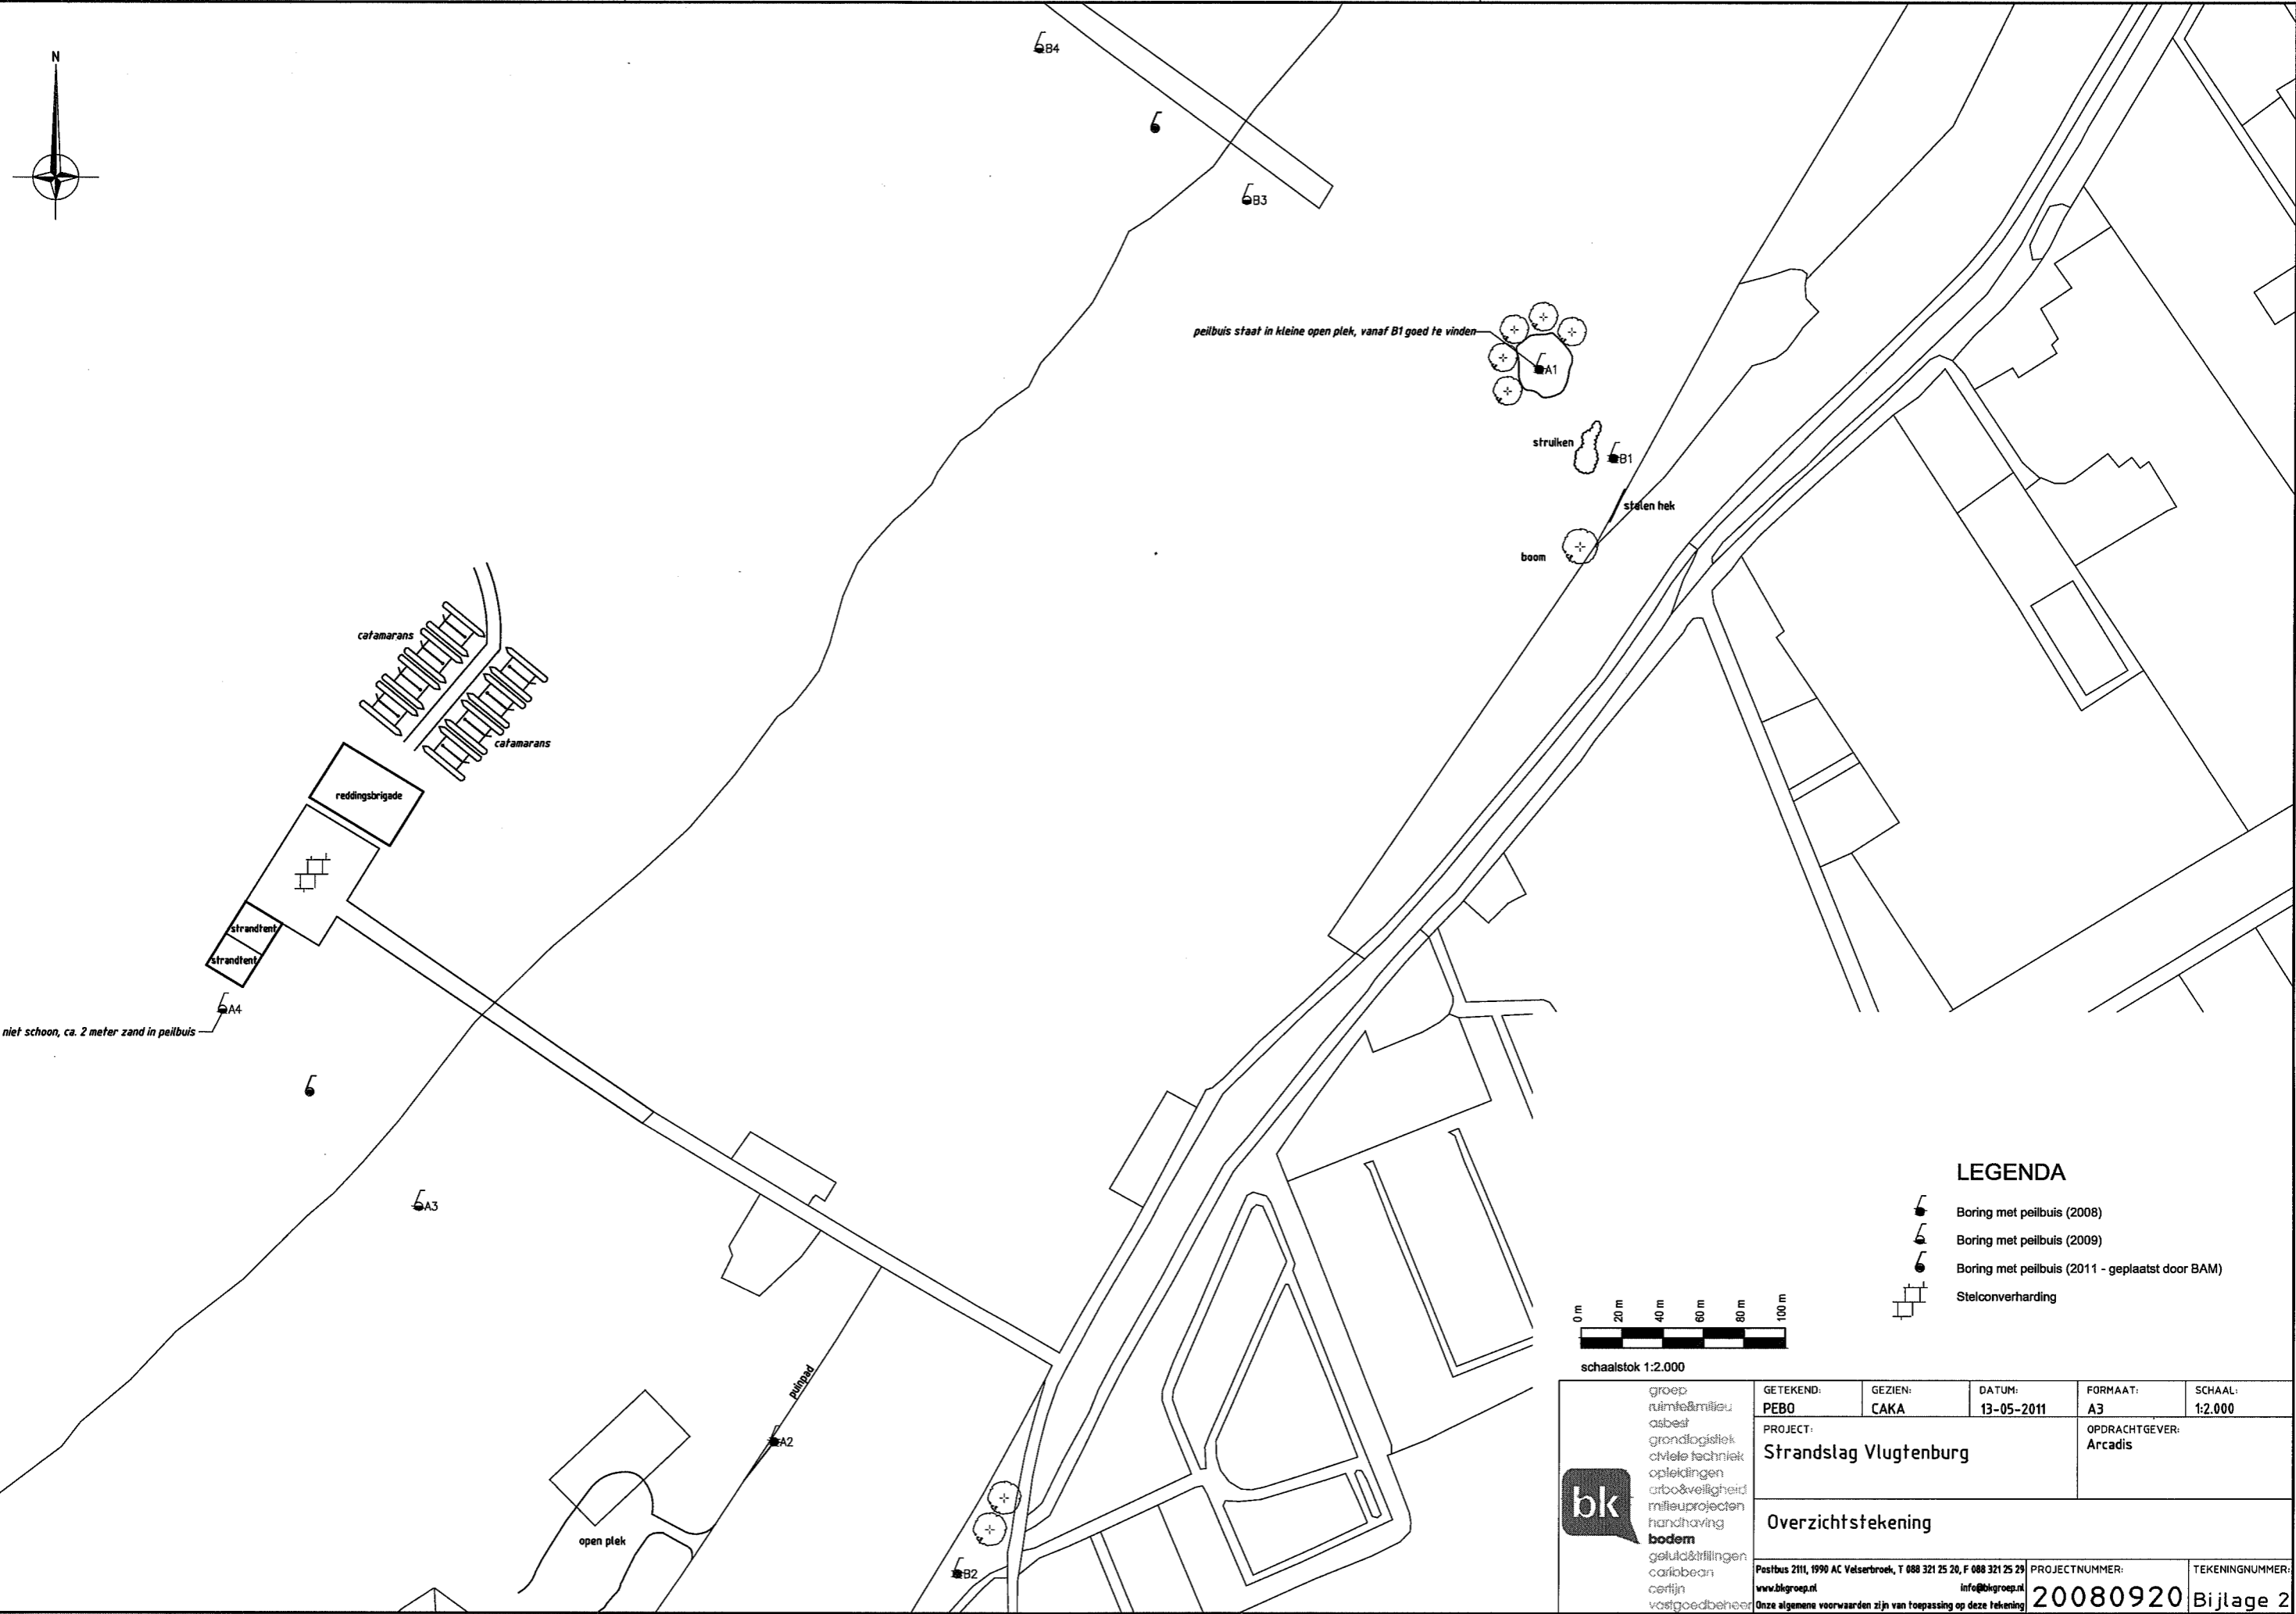 N
B4
B3
peilbuis staat in kleine open plek, vanaf B1 goed te vinden
A1
struiken
B1
stalen hek
boom
catamarans
catamarans
reddingsbrigade
strandtent
strandtent
A4
niet schoon, ca. 2 meter zand in peilbuis
A3
puinpad
A2
open plek
B2
LEGENDA
Boring met peilbuis (2008)
Boring met peilbuis (2009)
Boring met peilbuis (2011 - geplaatst door BAM)
Stelconverharding
0 m 20 m 40 m 60 m 80 m 100 m
schaalstok 1:2.000
groep
ruimte&milieu
asbest
grondlogistiek
civiele techniek
opleidingen
arbo&veiligheid
milieuprojecten
handhaving
bodem
geluid&trillingen
caribbean
certijn
vastgoedbeheer
bk
GETEKEND: GEZIEN: DATUM: FORMAAT: SCHAAL:
PEBO CAKA 13-05-2011 A3 1:2.000
PROJECT: OPDRACHTGEVER:
Strandslag Vlugtenburg Arcadis
Overzichtstekening
Postbus 2111, 1990 AC Velserbroek, T 088 321 25 20, F 088 321 25 29
www.bkgroep.nl info@bkgroep.nl
Onze algemene voorwaarden zijn van toepassing op deze tekening
PROJECTNUMMER: TEKENINGNUMMER:
20080920 Bijlage 2